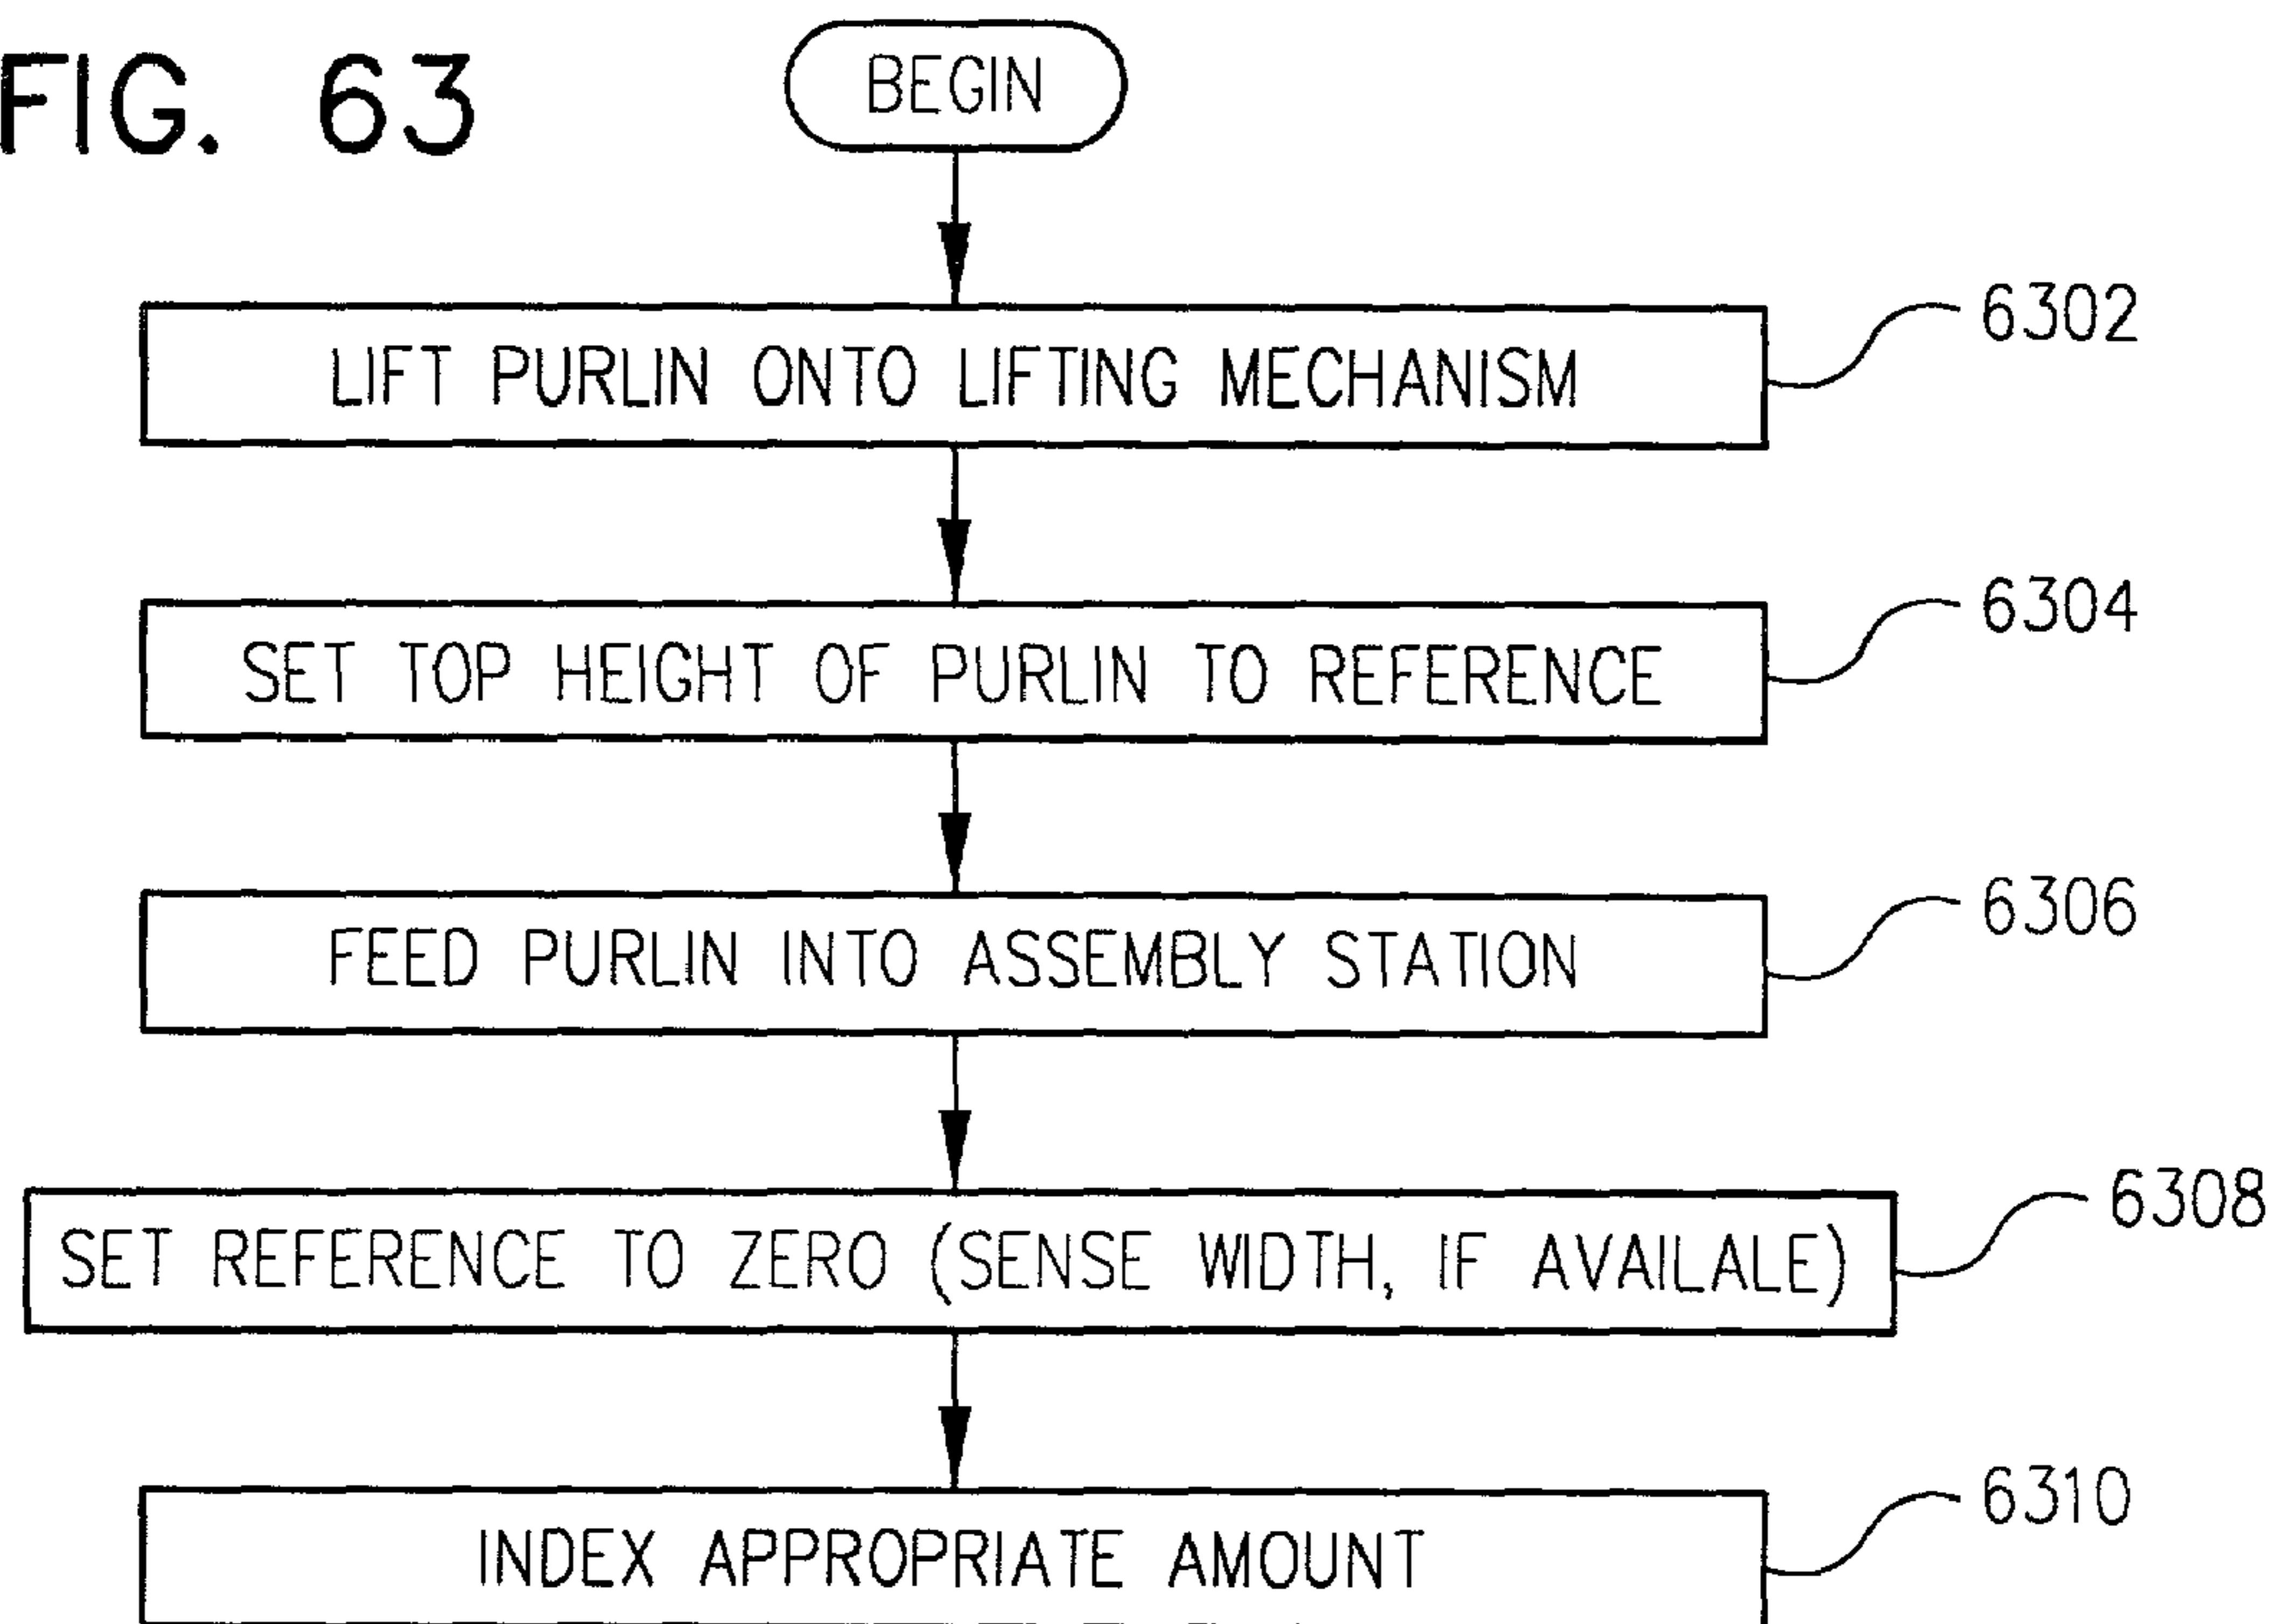 FIG. 63
BEGIN
LIFT PURLIN ONTO LIFTING MECHANISM
6302
SET TOP HEIGHT OF PURLIN TO REFERENCE
6304
FEED PURLIN INTO ASSEMBLY STATION
6306
SET REFERENCE TO ZERO (SENSE WIDTH, IF AVAILALE)
6308
INDEX APPROPRIATE AMOUNT
6310